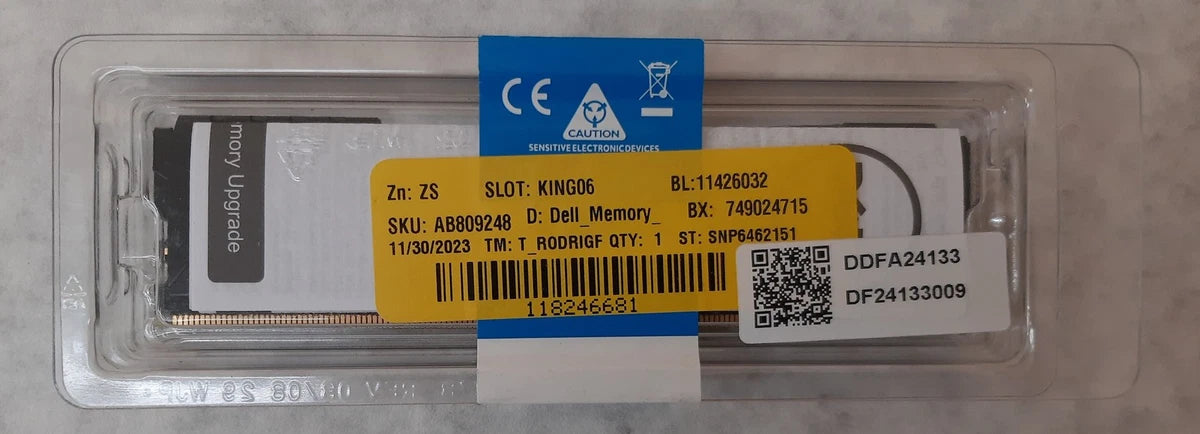 mory Upgrade
CE
CAUTION
SENSITIVE ELECTRONIC DEVICES
Zn: ZS SLOT: KING06 BL:11426032
SKU: AB809248 D: Dell_Memory_ BX: 749024715
11/30/2023 TM: T_RODRIGF QTY: 1 ST: SNP6462151
118246681
DDFA24133
DF24133009